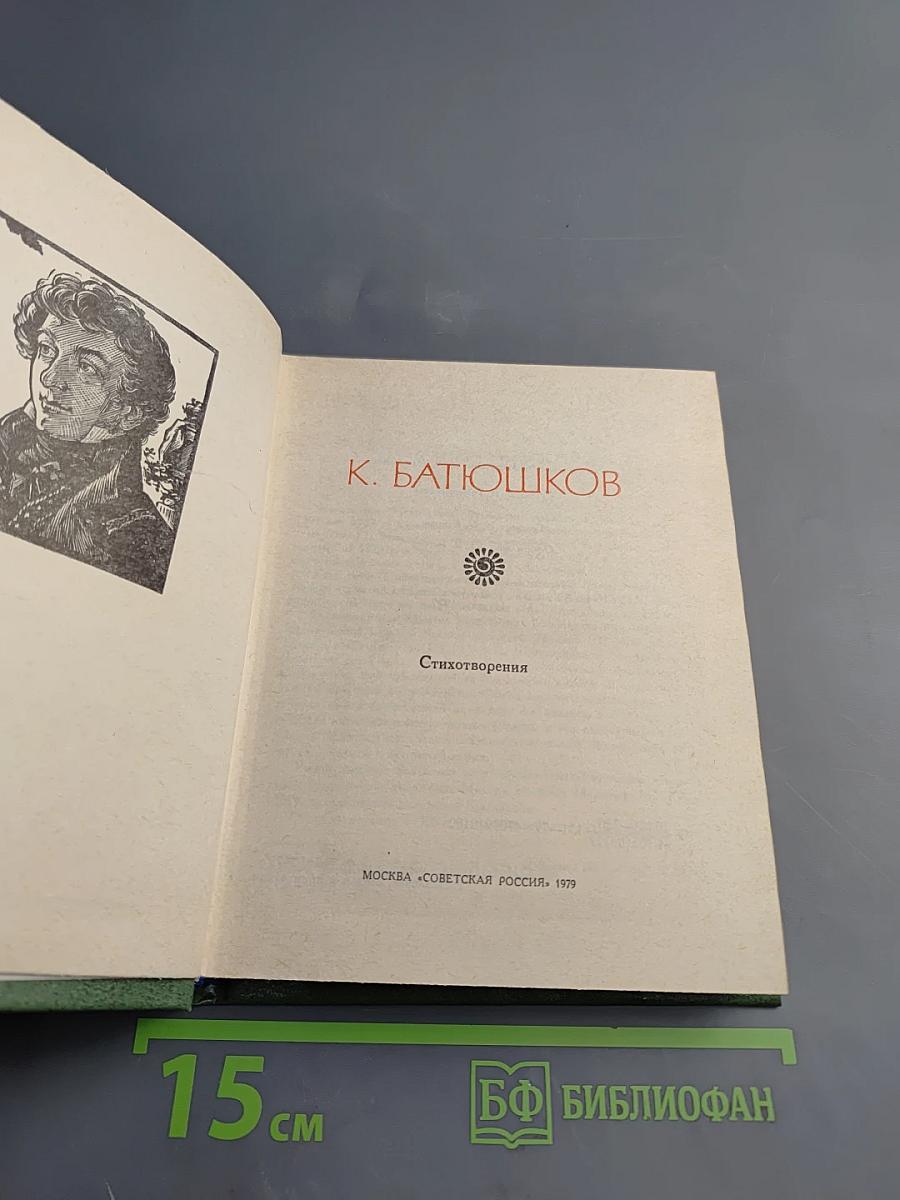 К. БАТЮШКОВ
Стихотворения
МОСКВА «СОВЕТСКАЯ РОССИЯ» 1979
15 см
БФ БИБЛИОФАН